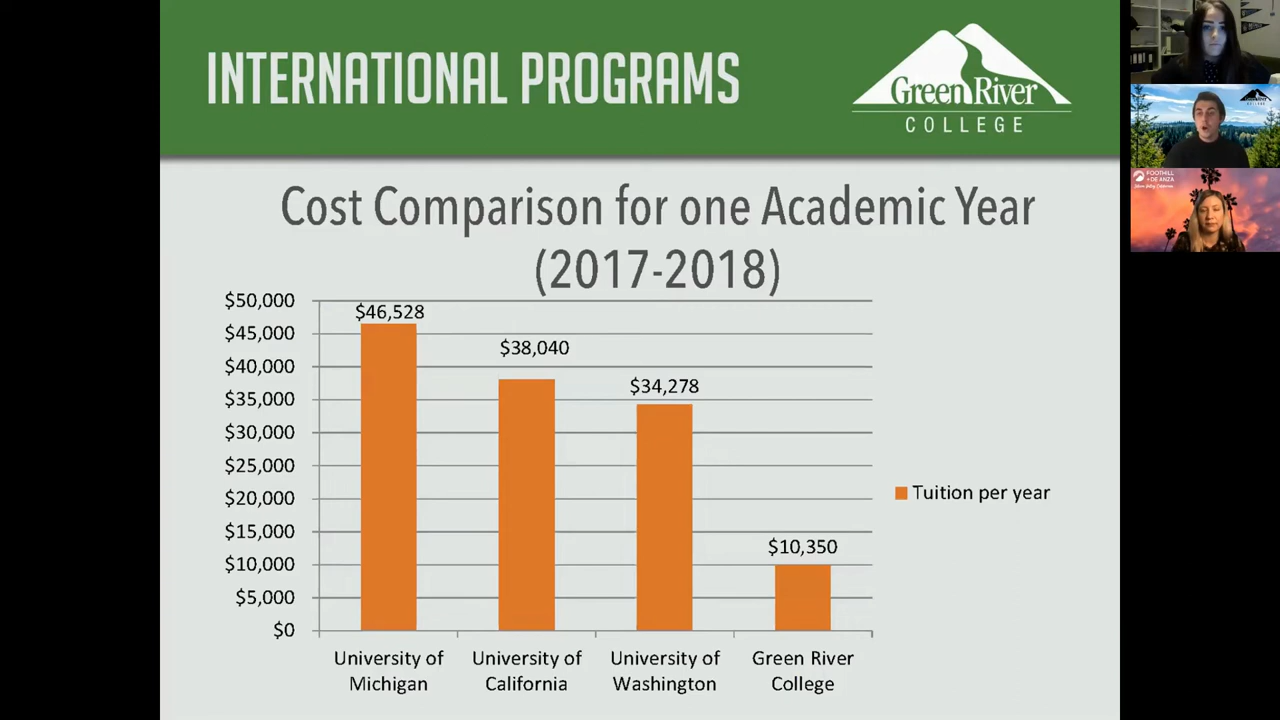 INTERNATIONAL PROGRAMS
Green River
COLLEGE
Cost Comparison for one Academic Year
(2017-2018)
$50,000
$45,000
$40,000
$35,000
$30,000
$25,000
$20,000
$15,000
$10,000
$5,000
$0
$46,528
$38,040
$34,278
$10,350
Tuition per year
University of
Michigan
University of
California
University of
Washington
Green River
College
FOOTHILL
DE ANZA